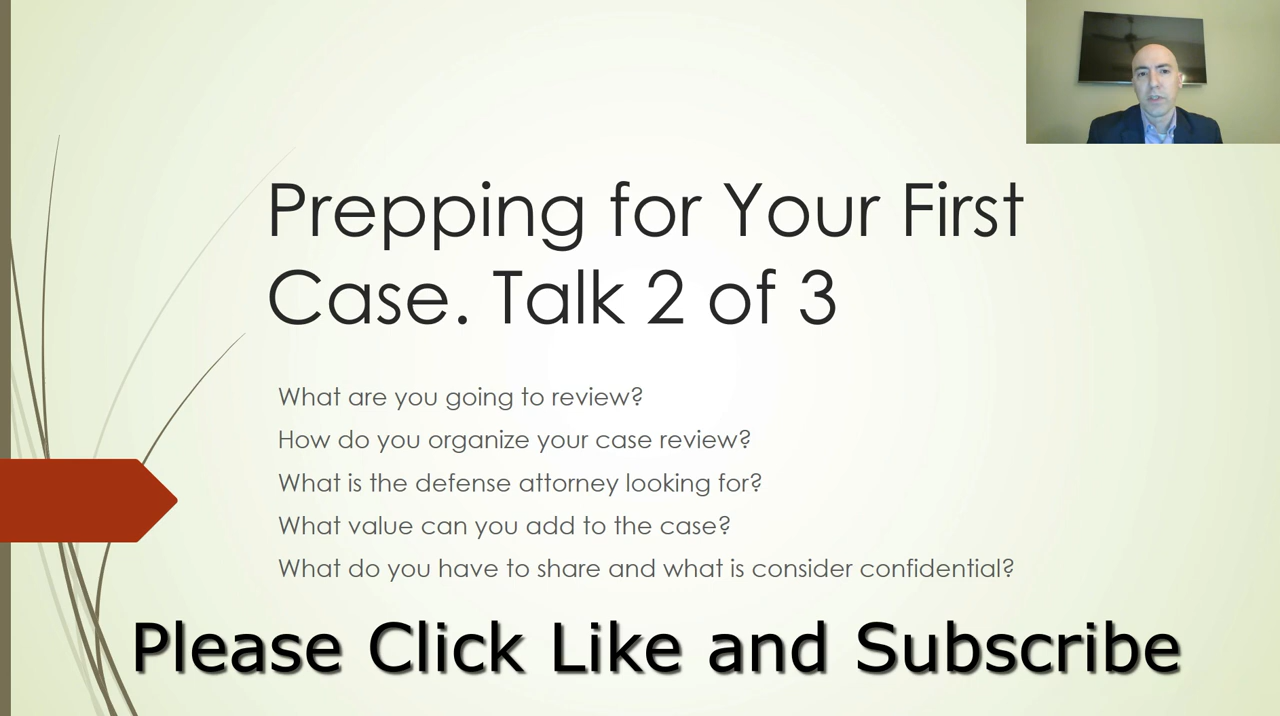 Prepping for Your First
Case. Talk 2 of 3
What are you going to review?
How do you organize your case review?
What is the defense attorney looking for?
What value can you add to the case?
What do you have to share and what is consider confidential?
Please Click Like and Subscribe